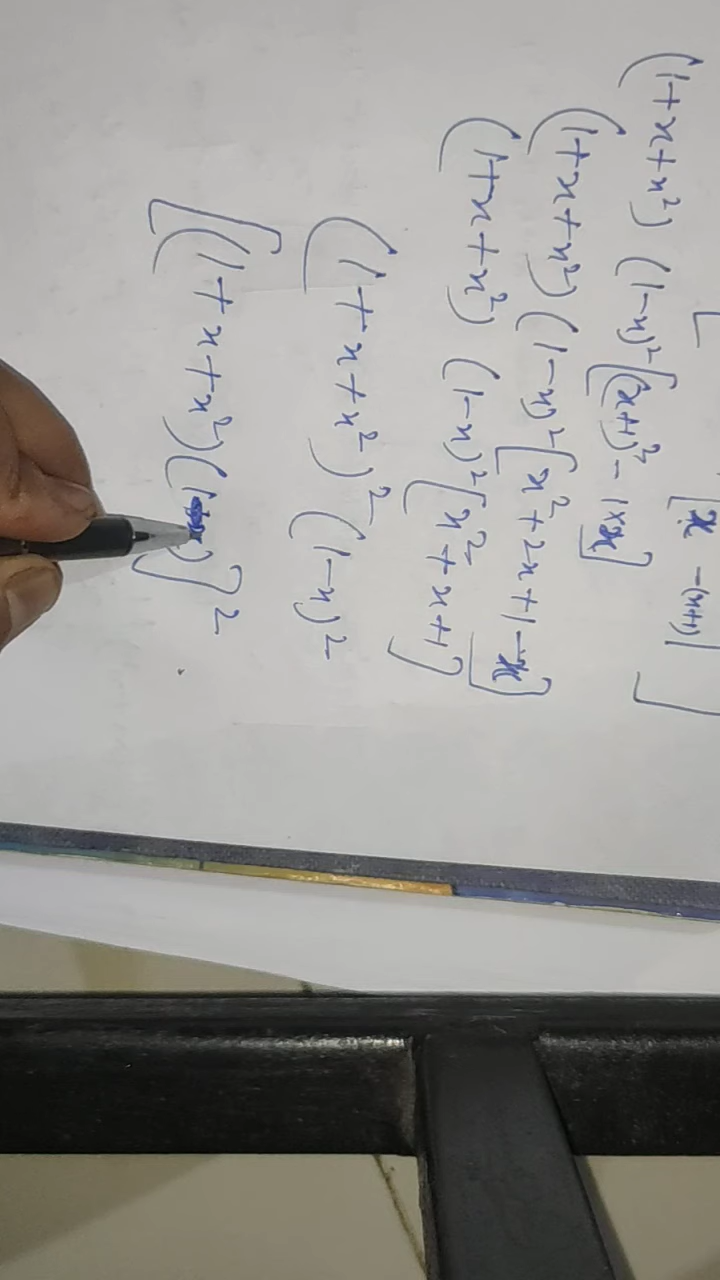 [x -(x+1)]
(1+x+x²) (1-x)² [(x+1)² - 1×x]
(1+x+x²) (1-x)² [x²+2x+1-x]
(1+x+x²) (1-x)² [x²+x+1]
(1+x+x²)² (1-x)²
[(1+x+x²)(1 )]²